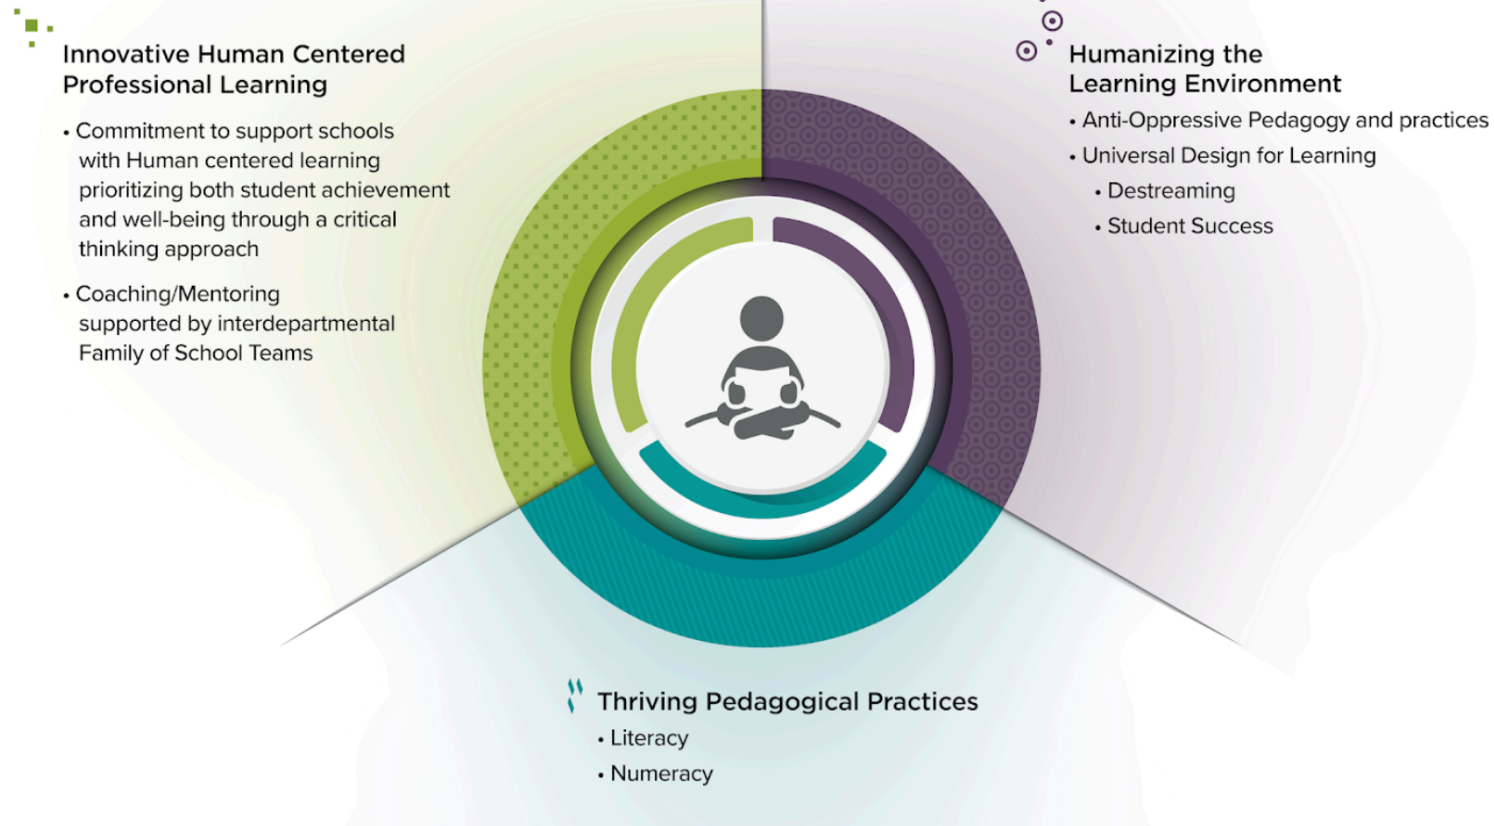 Innovative Human Centered
Professional Learning
• Commitment to support schools
with Human centered learning
prioritizing both student achievement
and well-being through a critical
thinking approach
• Coaching/Mentoring
supported by interdepartmental
Family of School Teams
Humanizing the
Learning Environment
• Anti-Oppressive Pedagogy and practices
• Universal Design for Learning
• Destreaming
• Student Success
Thriving Pedagogical Practices
• Literacy
• Numeracy